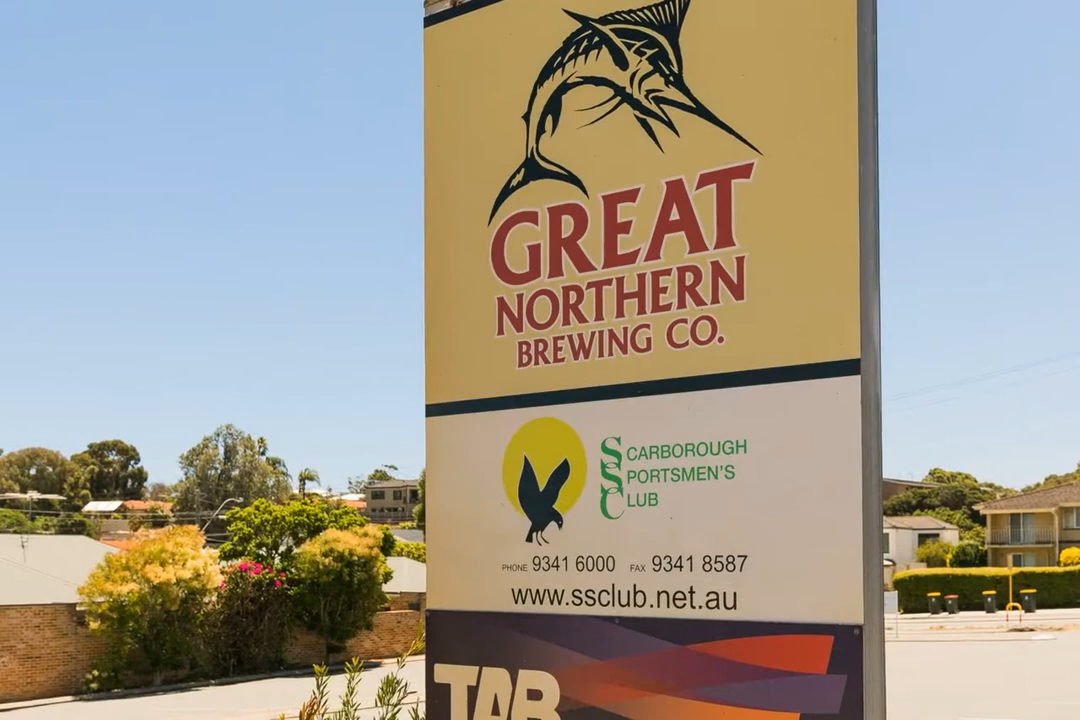 GREAT
NORTHERN
BREWING CO.
SCARBOROUGH
SPORTSMEN'S
CLUB
PHONE 9341 6000 FAX 9341 8587
www.ssclub.net.au
TAB